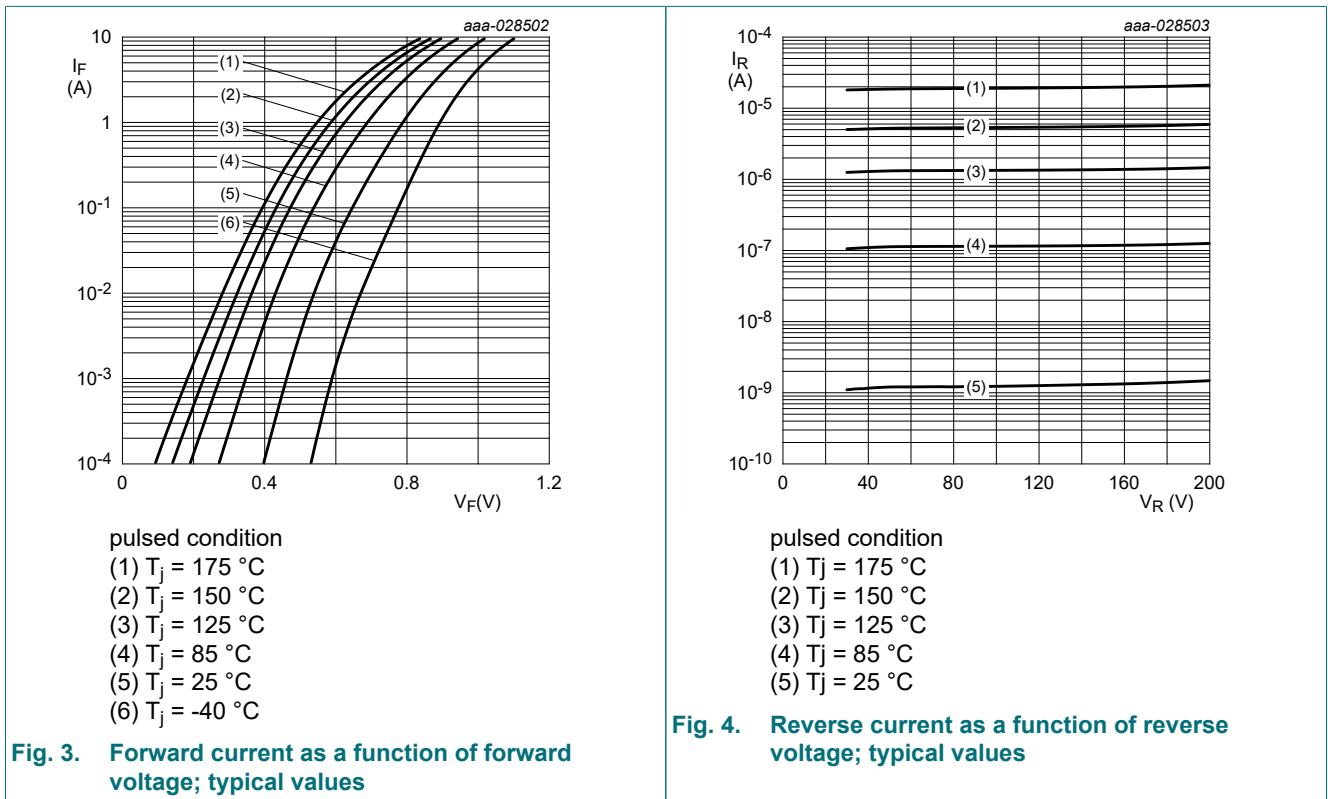 aaa-028502
10
IF
(A)
1
10-1
10-2
10-3
10-4
(1)
(2)
(3)
(4)
(5)
(6)
0
0.4
0.8
1.2
VF(V)
pulsed condition
(1) Tj = 175 °C
(2) Tj = 150 °C
(3) Tj = 125 °C
(4) Tj = 85 °C
(5) Tj = 25 °C
(6) Tj = -40 °C
Fig. 3. Forward current as a function of forward
voltage; typical values
aaa-028503
10-4
IR
(A)
10-5
10-6
10-7
10-8
10-9
10-10
(1)
(2)
(3)
(4)
(5)
0
40
80
120
160
200
VR (V)
pulsed condition
(1) Tj = 175 °C
(2) Tj = 150 °C
(3) Tj = 125 °C
(4) Tj = 85 °C
(5) Tj = 25 °C
Fig. 4. Reverse current as a function of reverse
voltage; typical values